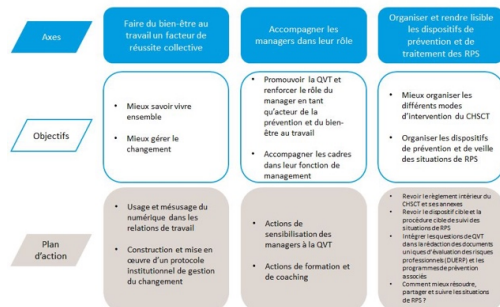 Axes
Faire du bien-être au
travail un facteur de
réussite collective
Accompagner les
managers dans leur rôle
Organiser et rendre lisible
les dispositifs de
prévention et de
traitement des RPS
Objectifs
• Mieux savoir vivre
ensemble
• Mieux gérer le
changement
• Promouvoir la QVT et
renforcer le rôle du
manager en tant
qu'acteur de la
prévention et du bien-
être au travail
• Accompagner les cadres
dans leur fonction de
management
• Mieux organiser les
différents modes
d'intervention du CHSCT
• Organiser les dispositifs
de prévention et de veille
des situations de RPS
Plan
d'action
• Usage et mésusage du
numérique dans les
relations de travail
• Construction et mise en
œuvre d'un protocole
institutionnel de gestion
du changement
• Actions de
sensibilisation des
managers à la QVT
• Actions de formation et
de coaching
• Revoir le règlement intérieur du
CHSCT et ses annexes
• Revoir le dispositif cible et la
procédure cible de suivi des
situations de RPS
• Intégrer les questions de QVT
dans la rédaction des documents
uniques d'évaluation des risques
professionnels (DUERP) et les
programmes de prévention
associés
• Comment mieux résoudre,
partager et suivre les situations
de RPS ?